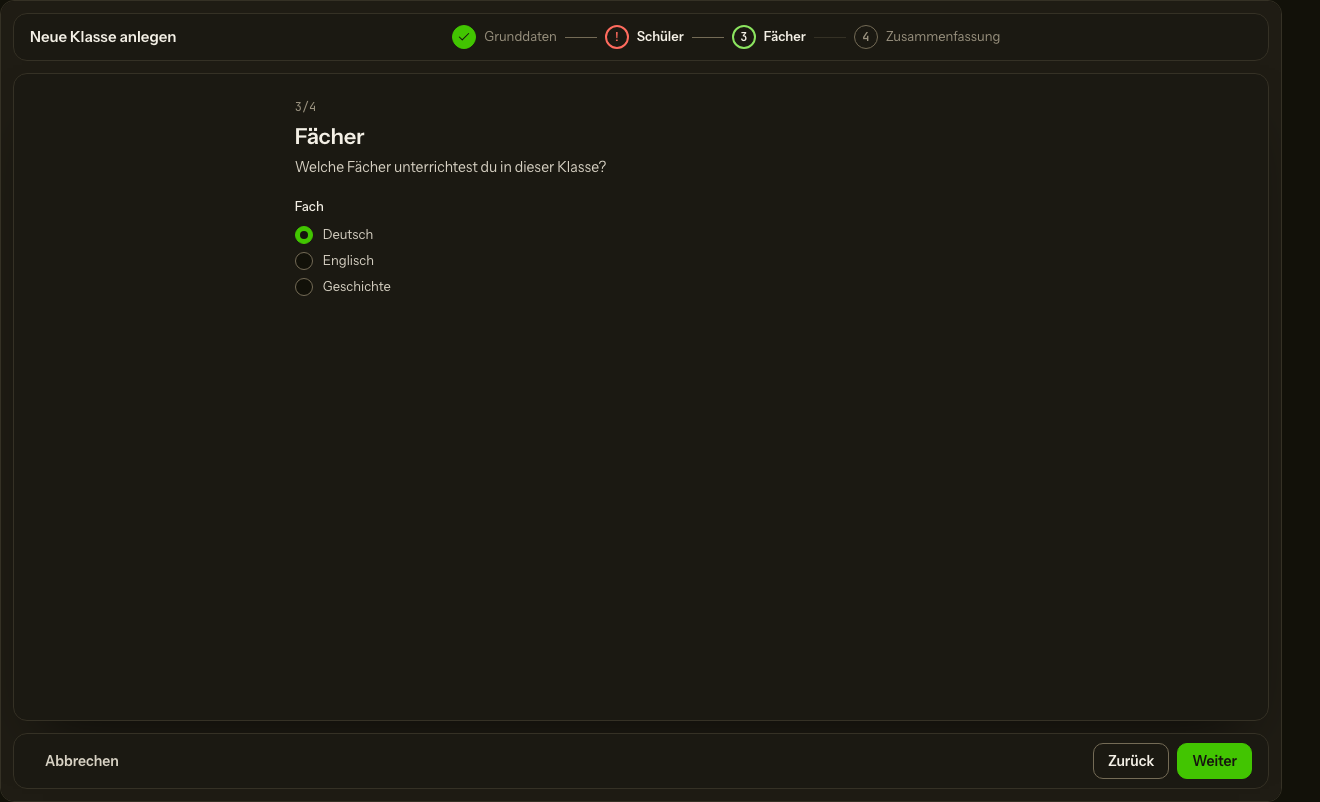 Neue Klasse anlegen
Grunddaten
! Schüler
3 Fächer
4 Zusammenfassung
3/4
Fächer
Welche Fächer unterrichtest du in dieser Klasse?
Fach
Deutsch
Englisch
Geschichte
Abbrechen
Zurück
Weiter